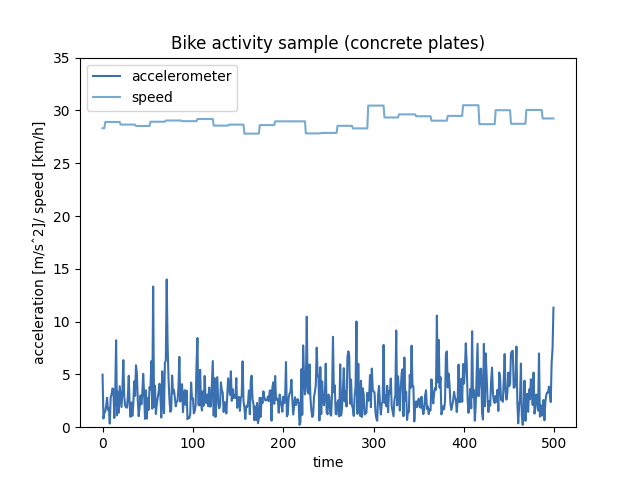 Bike activity sample (concrete plates)
accelerometer
speed
acceleration [m/s^2]/ speed [km/h]
35
30
25
20
15
10
5
0
0 100 200 300 400 500
time